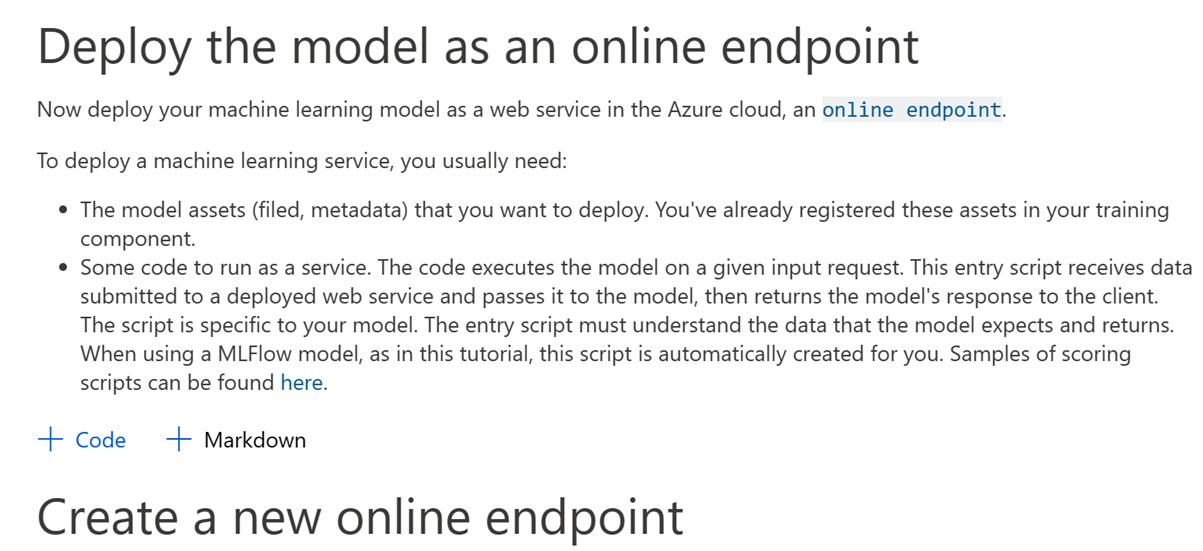 Deploy the model as an online endpoint
Now deploy your machine learning model as a web service in the Azure cloud, an online endpoint.
To deploy a machine learning service, you usually need:
• The model assets (filed, metadata) that you want to deploy. You've already registered these assets in your training
component.
• Some code to run as a service. The code executes the model on a given input request. This entry script receives data
submitted to a deployed web service and passes it to the model, then returns the model's response to the client.
The script is specific to your model. The entry script must understand the data that the model expects and returns.
When using a MLFlow model, as in this tutorial, this script is automatically created for you. Samples of scoring
scripts can be found here.
+ Code + Markdown
Create a new online endpoint